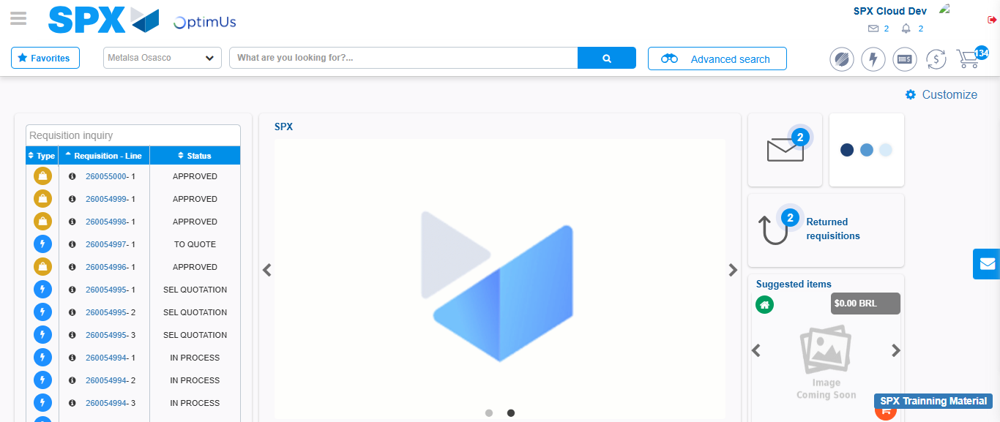 SPX Cloud Dev
SPX OptimUs
2 2
Favorites Metalsa Osasco What are you looking for?... Advanced search $ 134
Customize
Requisition inquiry
Type Requisition - Line Status
260055000- 1 APPROVED
260054999- 1 APPROVED
260054998- 1 APPROVED
260054997- 1 TO QUOTE
260054996- 1 APPROVED
260054995- 1 SEL QUOTATION
260054995- 2 SEL QUOTATION
260054995- 3 SEL QUOTATION
260054994- 1 IN PROCESS
260054994- 2 IN PROCESS
260054994- 3 IN PROCESS
SPX
2
2
Returned
requisitions
Suggested items
$0.00 BRL
Image
Coming Soon
SPX Trainning Material